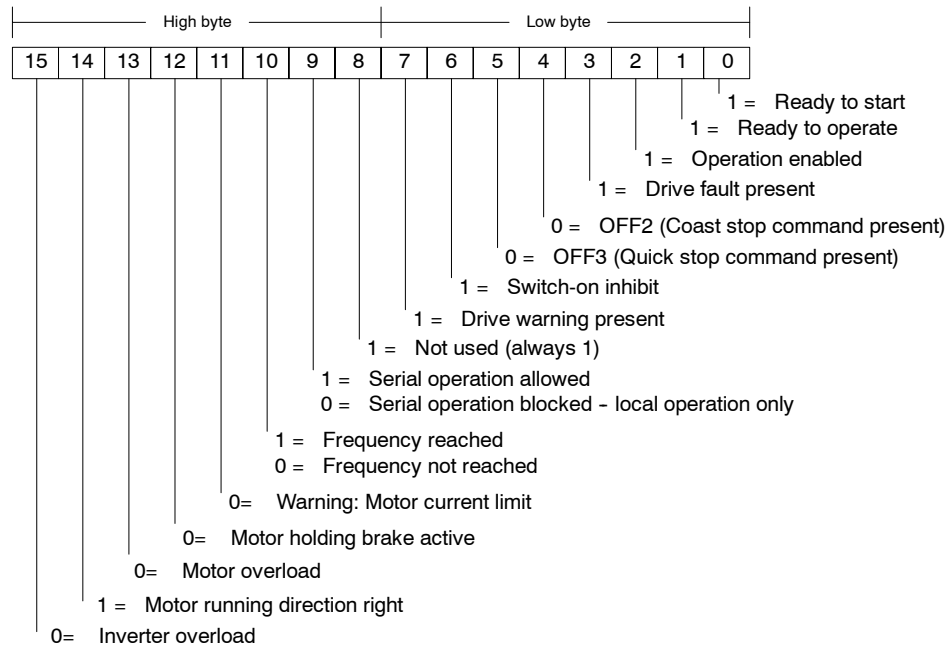 High byte Low byte
15 14 13 12 11 10 9 8 7 6 5 4 3 2 1 0
1 = Ready to start
1 = Ready to operate
1 = Operation enabled
1 = Drive fault present
0 = OFF2 (Coast stop command present)
0 = OFF3 (Quick stop command present)
1 = Switch-on inhibit
1 = Drive warning present
1 = Not used (always 1)
1 = Serial operation allowed
0 = Serial operation blocked - local operation only
1 = Frequency reached
0 = Frequency not reached
0= Warning: Motor current limit
0= Motor holding brake active
0= Motor overload
1 = Motor running direction right
0= Inverter overload